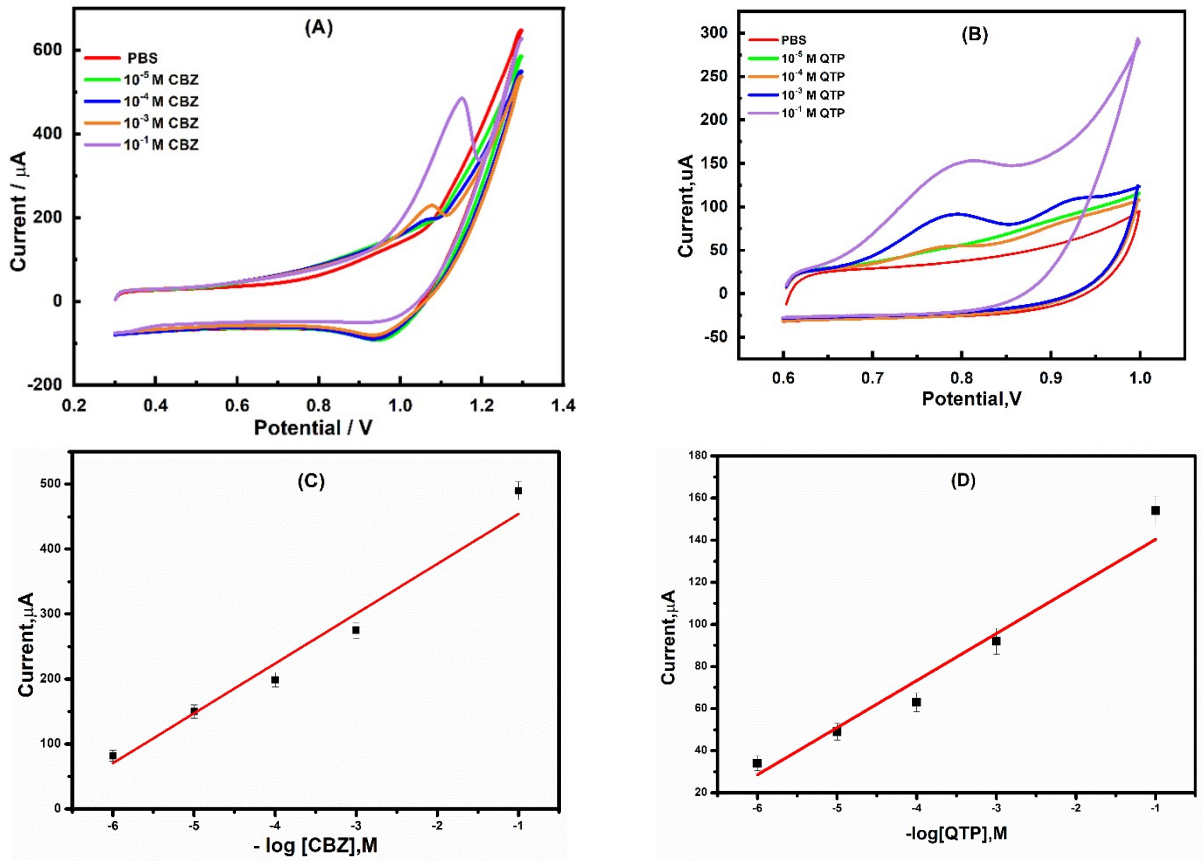 (A)
PBS
10⁻⁵ M CBZ
10⁻⁴ M CBZ
10⁻³ M CBZ
10⁻¹ M CBZ
Current / μA
600
400
200
0
-200
0.2 0.4 0.6 0.8 1.0 1.2 1.4
Potential / V
(B)
PBS
10⁻⁵ M QTP
10⁻⁴ M QTP
10⁻³ M QTP
10⁻¹ M QTP
Current,uA
300
250
200
150
100
50
0
-50
0.6 0.7 0.8 0.9 1.0
Potential,V
(C)
Current,μA
500
400
300
200
100
0
-6 -5 -4 -3 -2 -1
- log [CBZ],M
(D)
Current,μA
180
160
140
120
100
80
60
40
20
-6 -5 -4 -3 -2 -1
-log[QTP],M